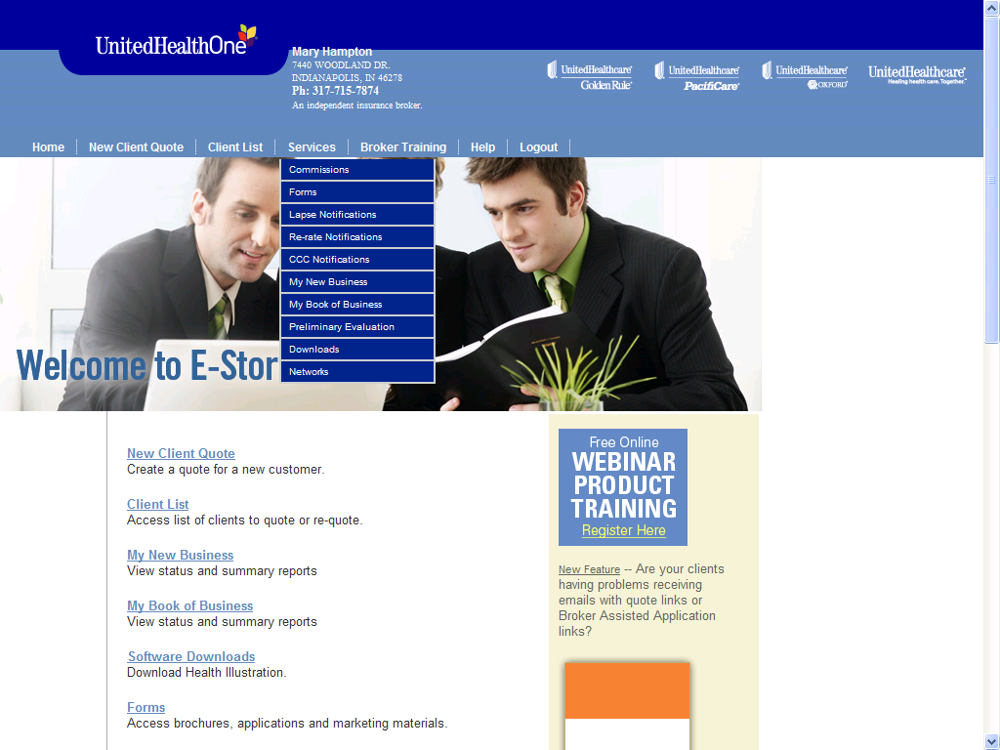 UnitedHealthOne
Mary Hampton
7440 WOODLAND DR.
INDIANAPOLIS, IN 46278
Ph: 317-715-7874
An independent insurance broker.
UnitedHealthcare
Golden Rule
UnitedHealthcare
PacifiCare
UnitedHealthcare
OXFORD
UnitedHealthcare
Healing health care. Together.
Home
New Client Quote
Client List
Services
Broker Training
Help
Logout
Commissions
Forms
Lapse Notifications
Re-rate Notifications
CCC Notifications
My New Business
My Book of Business
Preliminary Evaluation
Downloads
Networks
Welcome to E-Stor
New Client Quote
Create a quote for a new customer.
Client List
Access list of clients to quote or re-quote.
My New Business
View status and summary reports
My Book of Business
View status and summary reports
Software Downloads
Download Health Illustration.
Forms
Access brochures, applications and marketing materials.
Free Online
WEBINAR
PRODUCT
TRAINING
Register Here
New Feature -- Are your clients
having problems receiving
emails with quote links or
Broker Assisted Application
links?